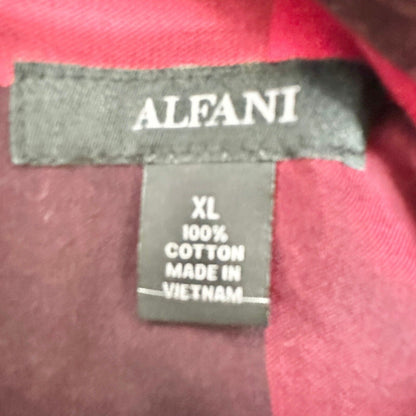 ALFANI
XL
100%
COTTON
MADE IN
VIETNAM